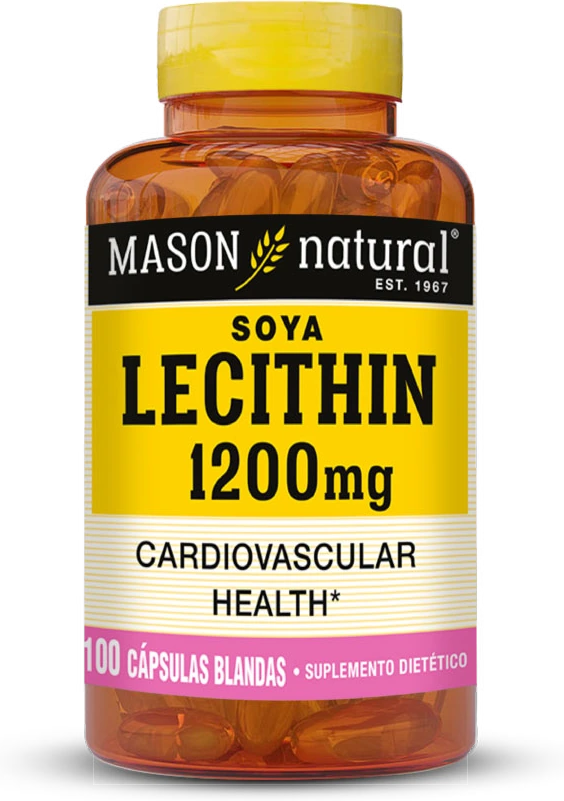 MASON natural®
EST. 1967
SOYA
LECITHIN
1200mg
CARDIOVASCULAR
HEALTH*
100 CÁPSULAS BLANDAS • SUPLEMENTO DIETÉTICO